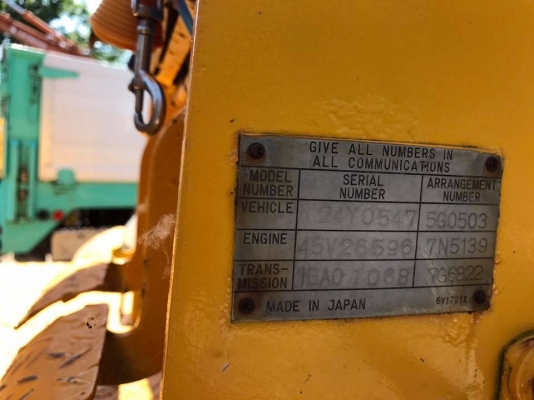 GIVE ALL NUMBERS IN
ALL COMMUNICATIONS
MODEL NUMBER SERIAL NUMBER ARRANGEMENT NUMBER
VEHICLE 24Y0547 5G0503
ENGINE 45V26596 7N5139
TRANS-MISSION 7G6822
MADE IN JAPAN